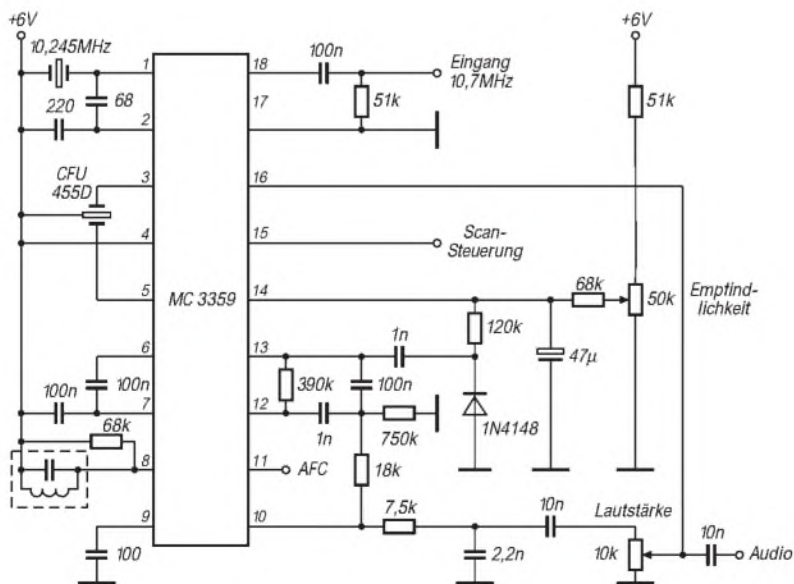 +6V
+6V
10,245MHz
100n
Eingang
10,7MHz
1
18
68
51k
51k
220
17
2
CFU
455D
3
16
Scan-
Steuerung
4
15
MC 3359
5
14
68k
50k
Empfind-
lichkeit
120k
47µ
1n
6
13
100n
100n
390k
100n
1N4148
7
12
1n
750k
68k
8
11
AFC
18k
9
10
7,5k
10n
Lautstärke
10n
100
2,2n
10k
Audio